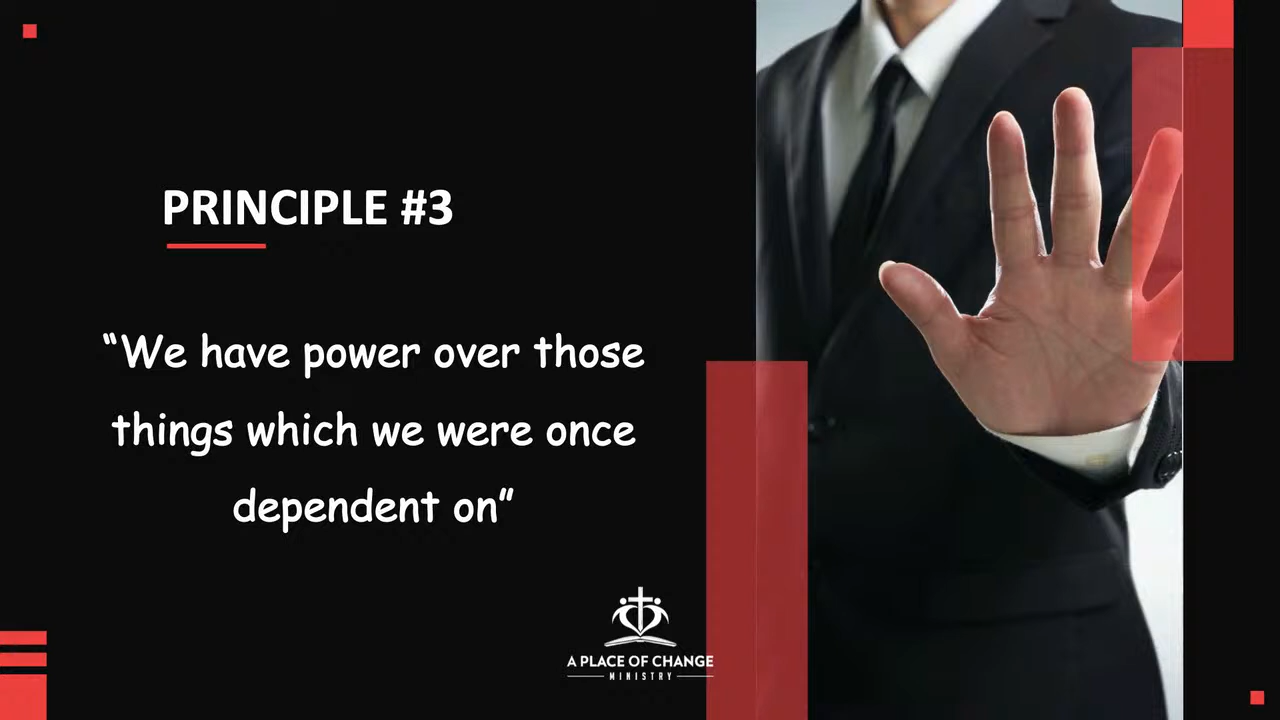 PRINCIPLE #3
“We have power over those
things which we were once
dependent on”
A PLACE OF CHANGE
MINISTRY